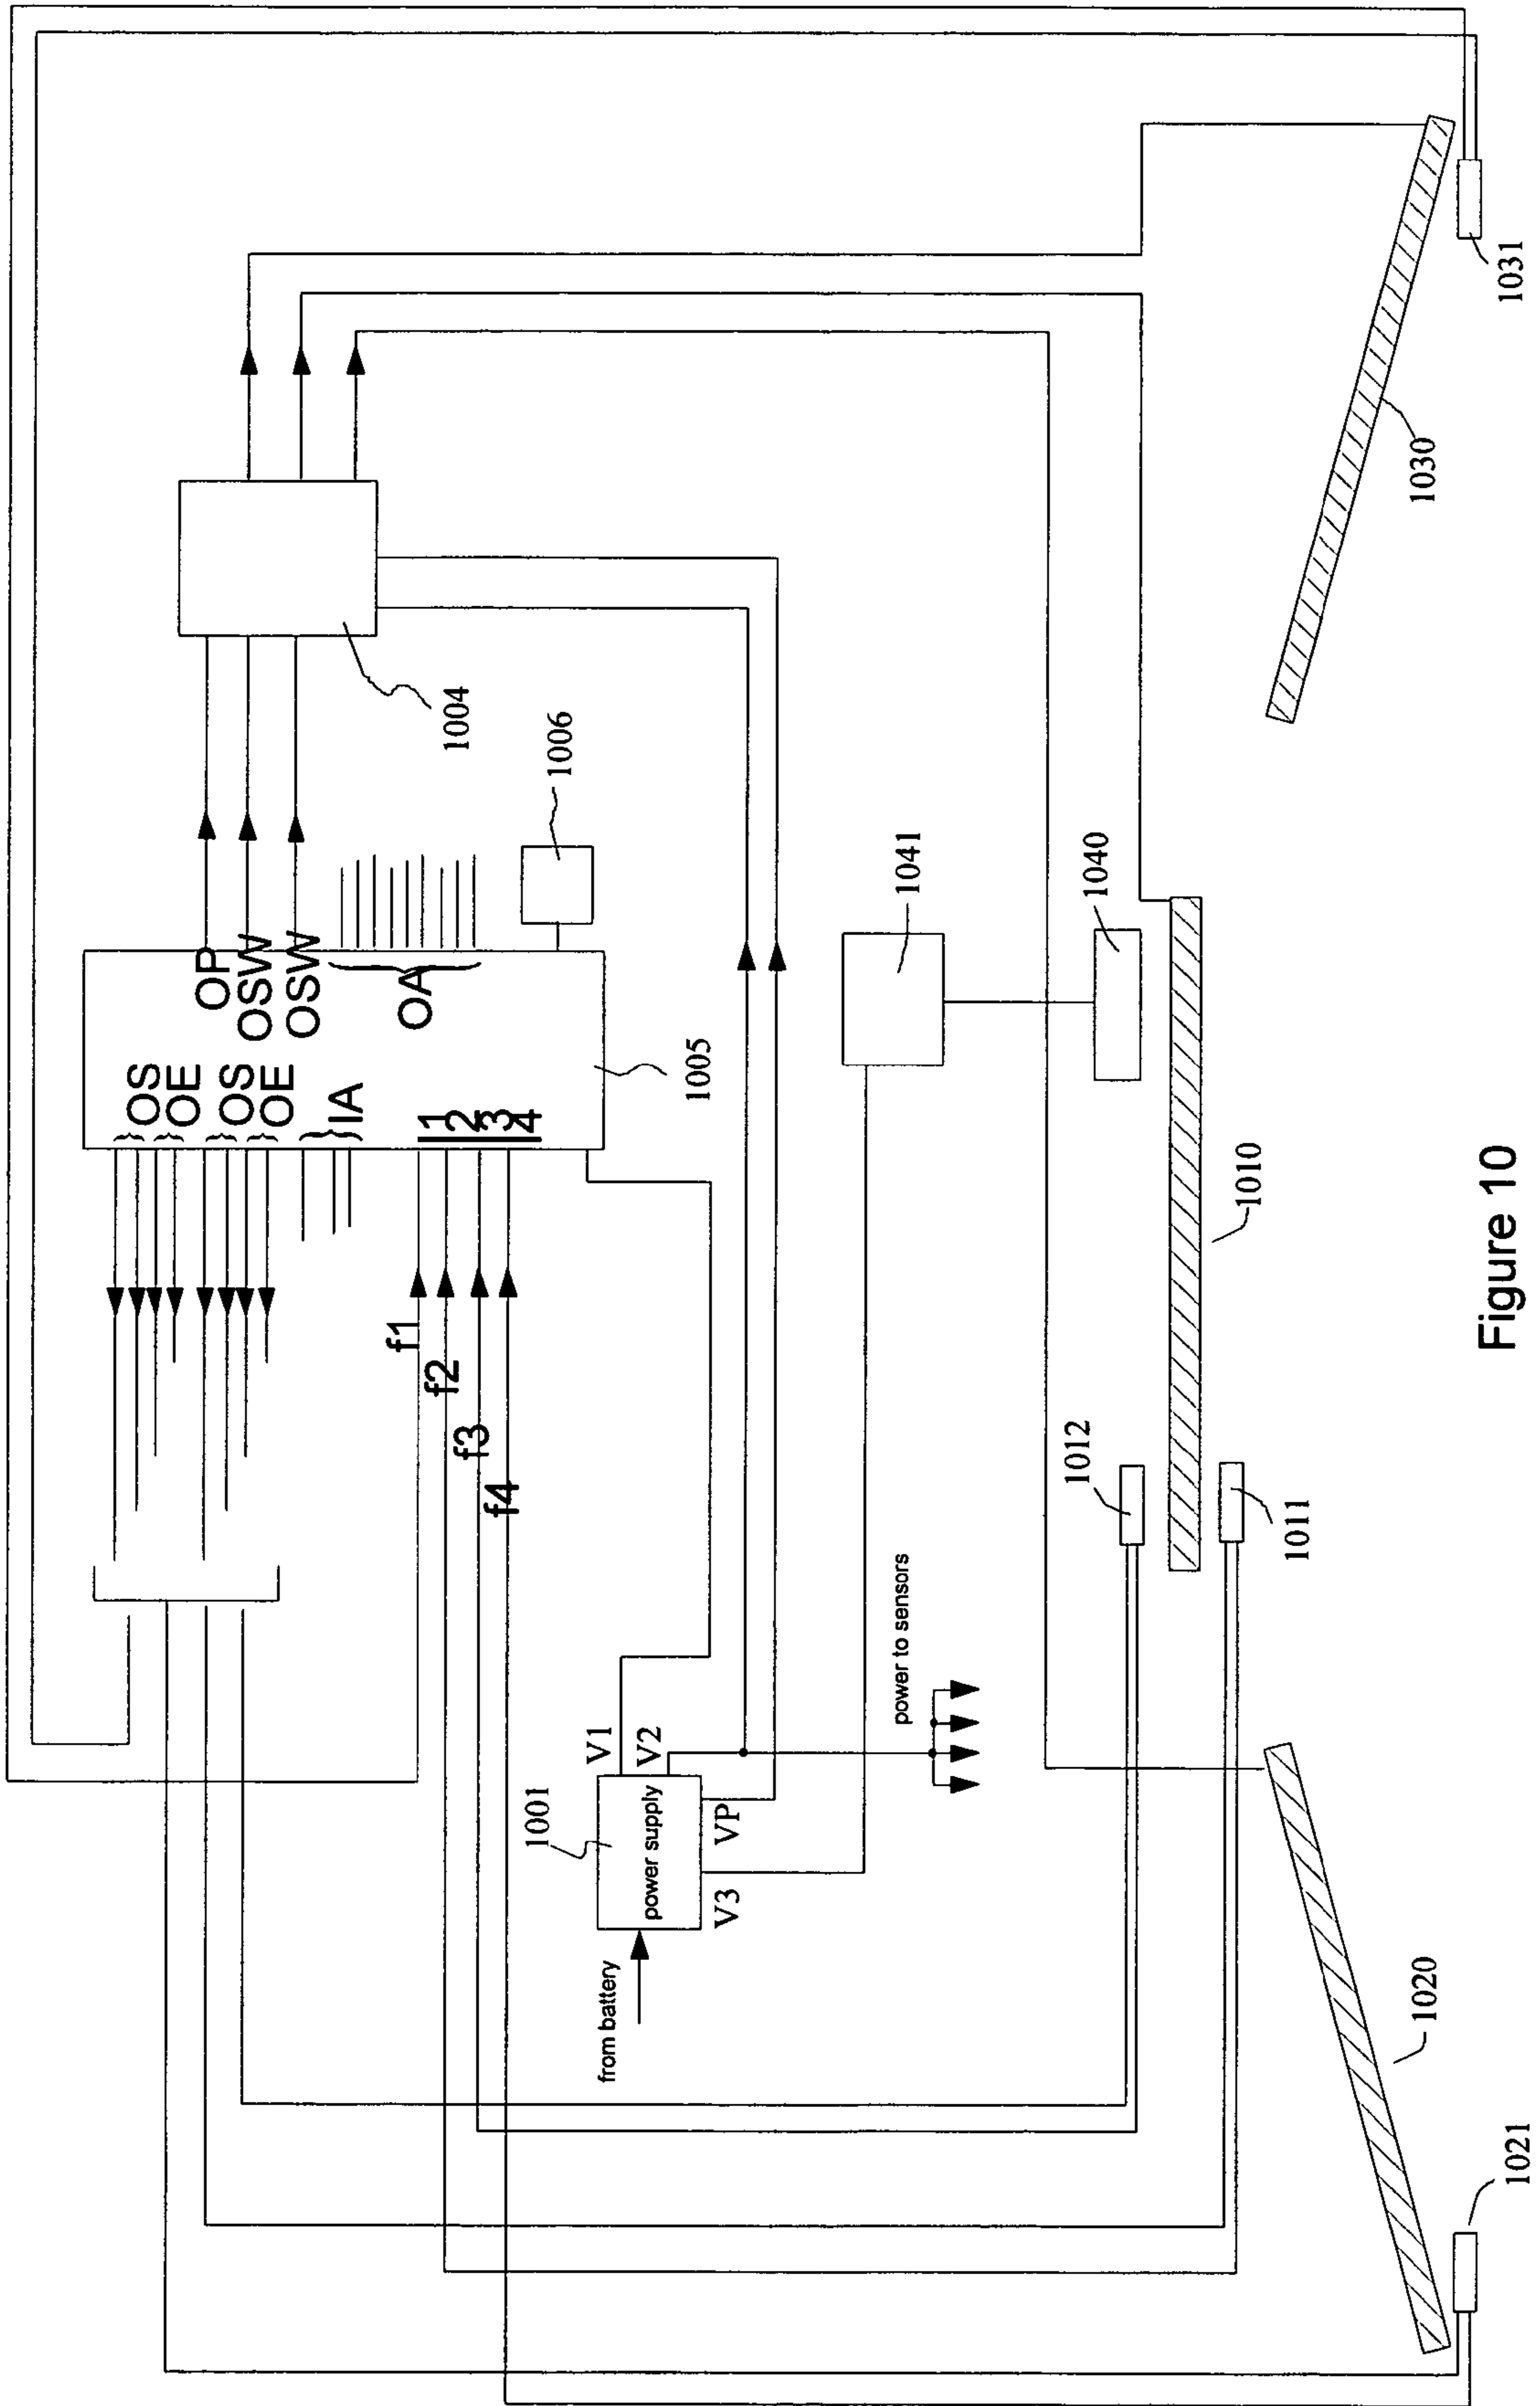 OS
OE
OS
OE
IA
1
2
3
4
OP
OSW
OSW
OA
1005
1004
1006
f1
f2
f3
f4
1001
power supply
from battery
V1
V2
VP
V3
power to sensors
1041
1040
1012
1011
1010
1020
1021
1030
1031
Figure 10